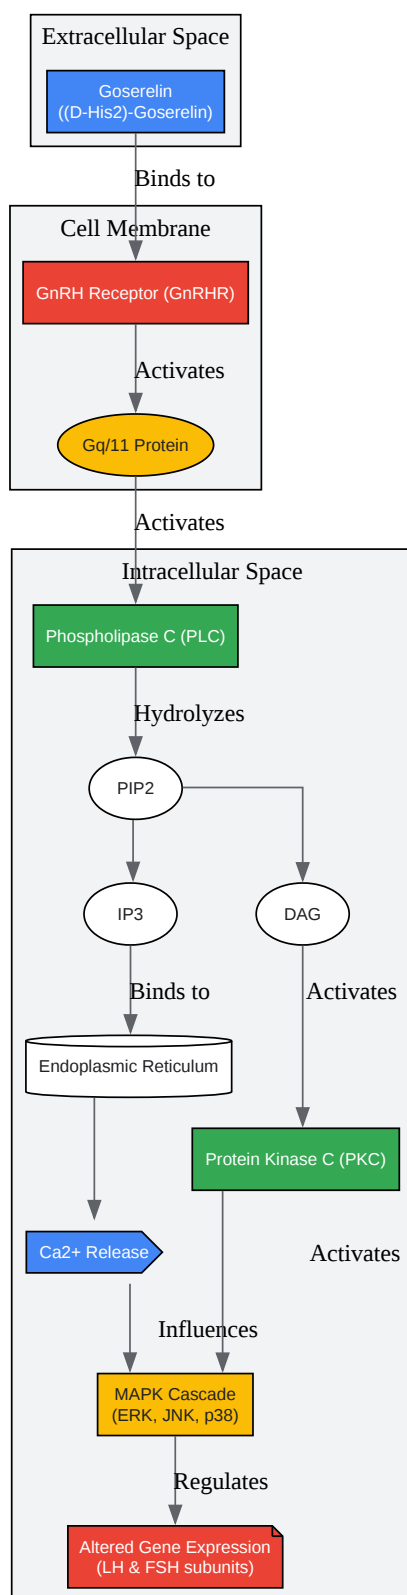 Extracellular Space
Goserelin
((D-His2)-Goserelin)
Binds to
Cell Membrane
GnRH Receptor (GnRHR)
Activates
Gq/11 Protein
Activates
Intracellular Space
Phospholipase C (PLC)
Hydrolyzes
PIP2
IP3
DAG
Binds to
Activates
Endoplasmic Reticulum
Protein Kinase C (PKC)
Ca2+ Release
Activates
Influences
MAPK Cascade
(ERK, JNK, p38)
Regulates
Altered Gene Expression
(LH & FSH subunits)